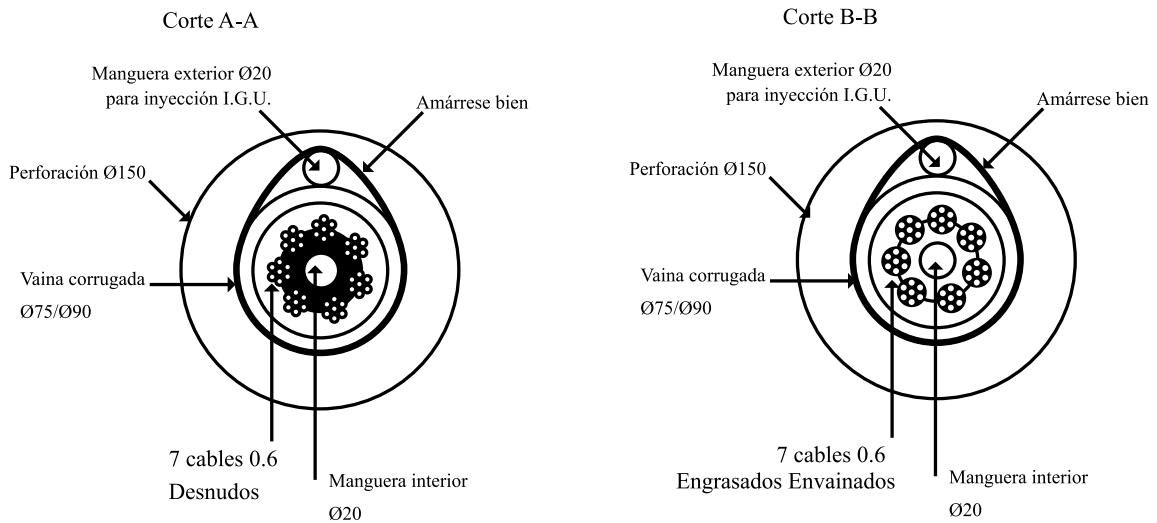 Corte A-A
Manguera exterior Ø20
para inyección I.G.U.
Amárrese bien
Perforación Ø150
Vaina corrugada
Ø75/Ø90
7 cables 0.6
Desnudos
Manguera interior
Ø20
Corte B-B
Manguera exterior Ø20
para inyección I.G.U.
Amárrese bien
Perforación Ø150
Vaina corrugada
Ø75/Ø90
7 cables 0.6
Engrasados Envainados
Manguera interior
Ø20